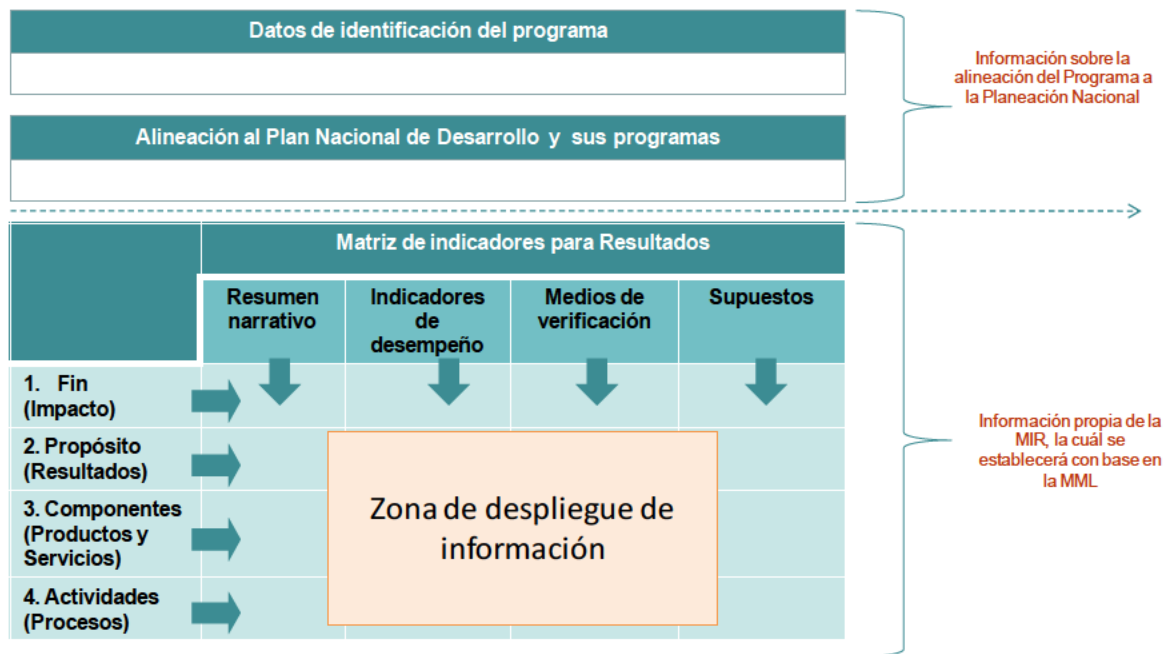 Datos de identificación del programa
Información sobre la
alineación del Programa a
la Planeación Nacional
Alineación al Plan Nacional de Desarrollo y sus programas
Matriz de indicadores para Resultados
Resumen
narrativo
Indicadores
de
desempeño
Medios de
verificación
Supuestos
1. Fin
(Impacto)
2. Propósito
(Resultados)
3. Componentes
(Productos y
Servicios)
4. Actividades
(Procesos)
Zona de despliegue de
información
Información propia de la
MIR, la cuál se
establecerá con base en
la MML